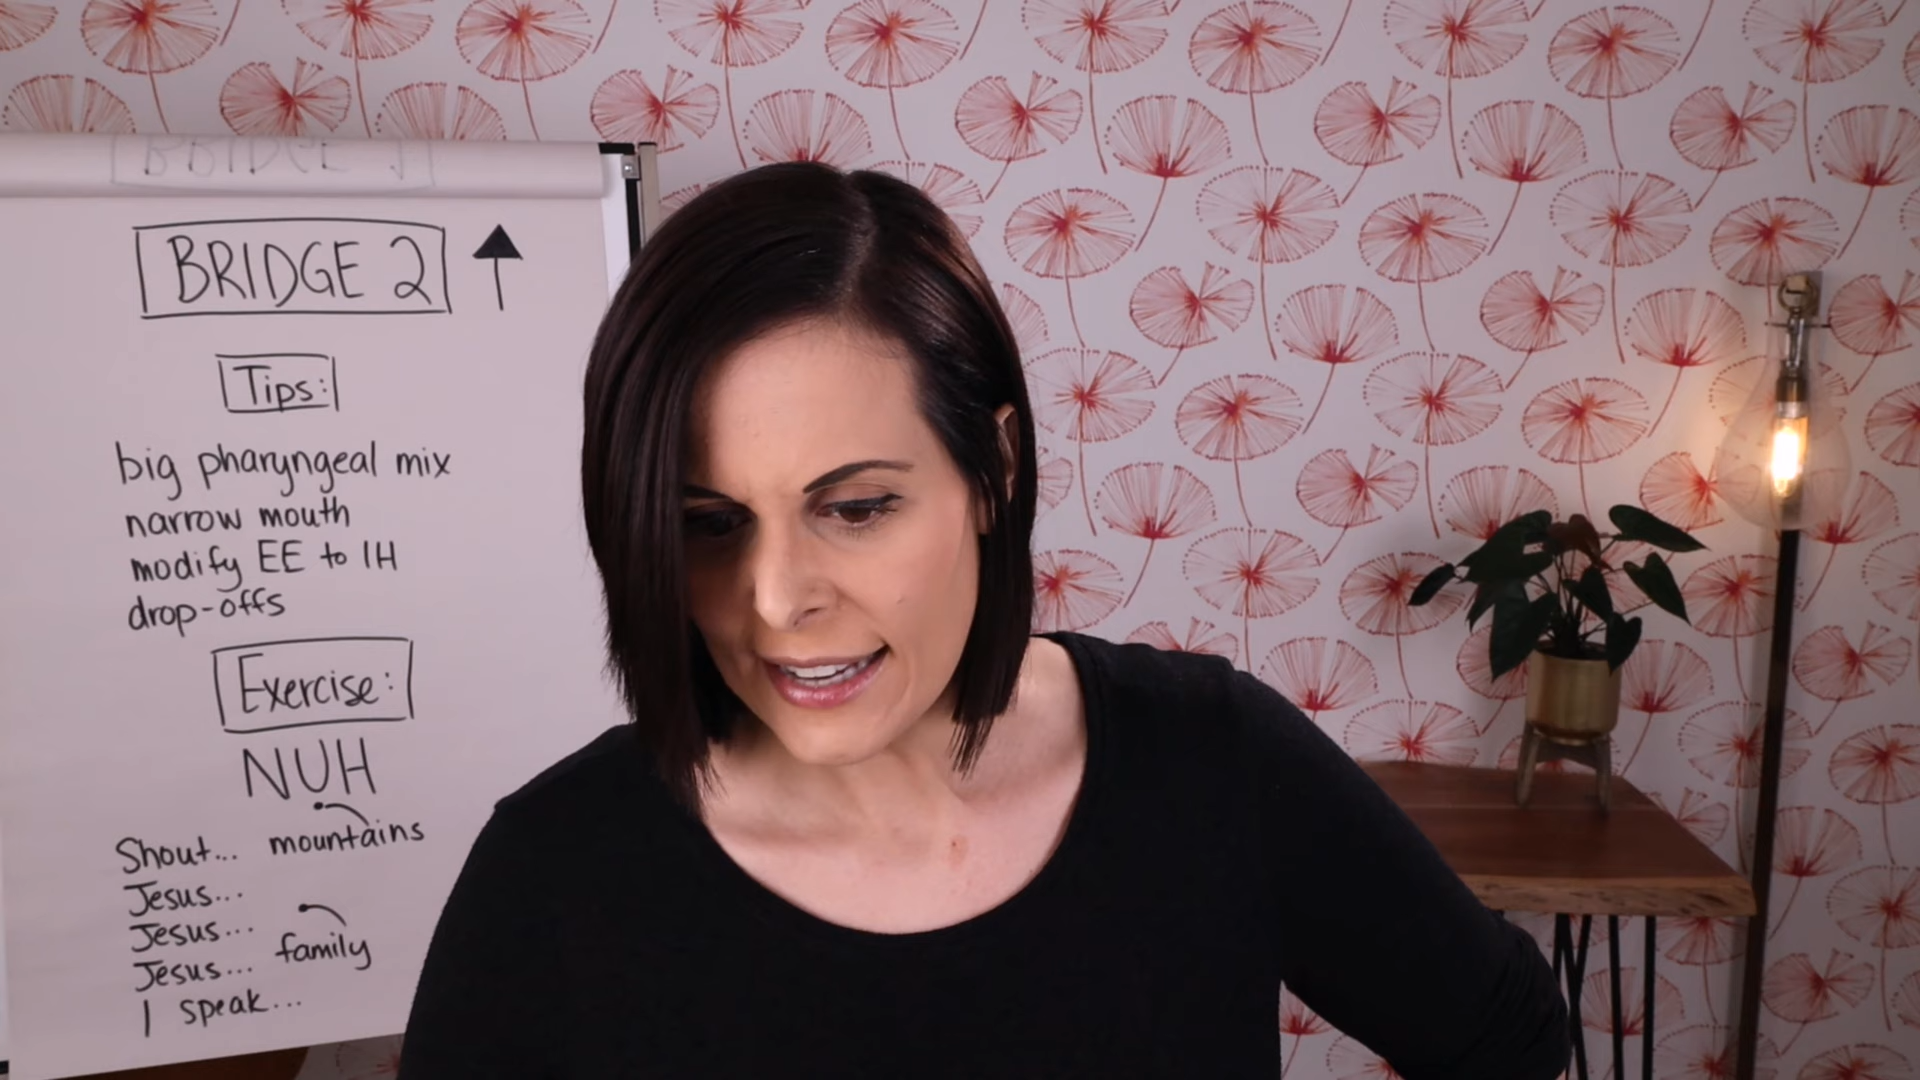 BRIDGE 2
Tips:
big pharyngeal mix
narrow mouth
modify EE to IH
drop-offs
Exercise:
NUH
Shout... mountains
Jesus...
Jesus...
Jesus... family
I speak...